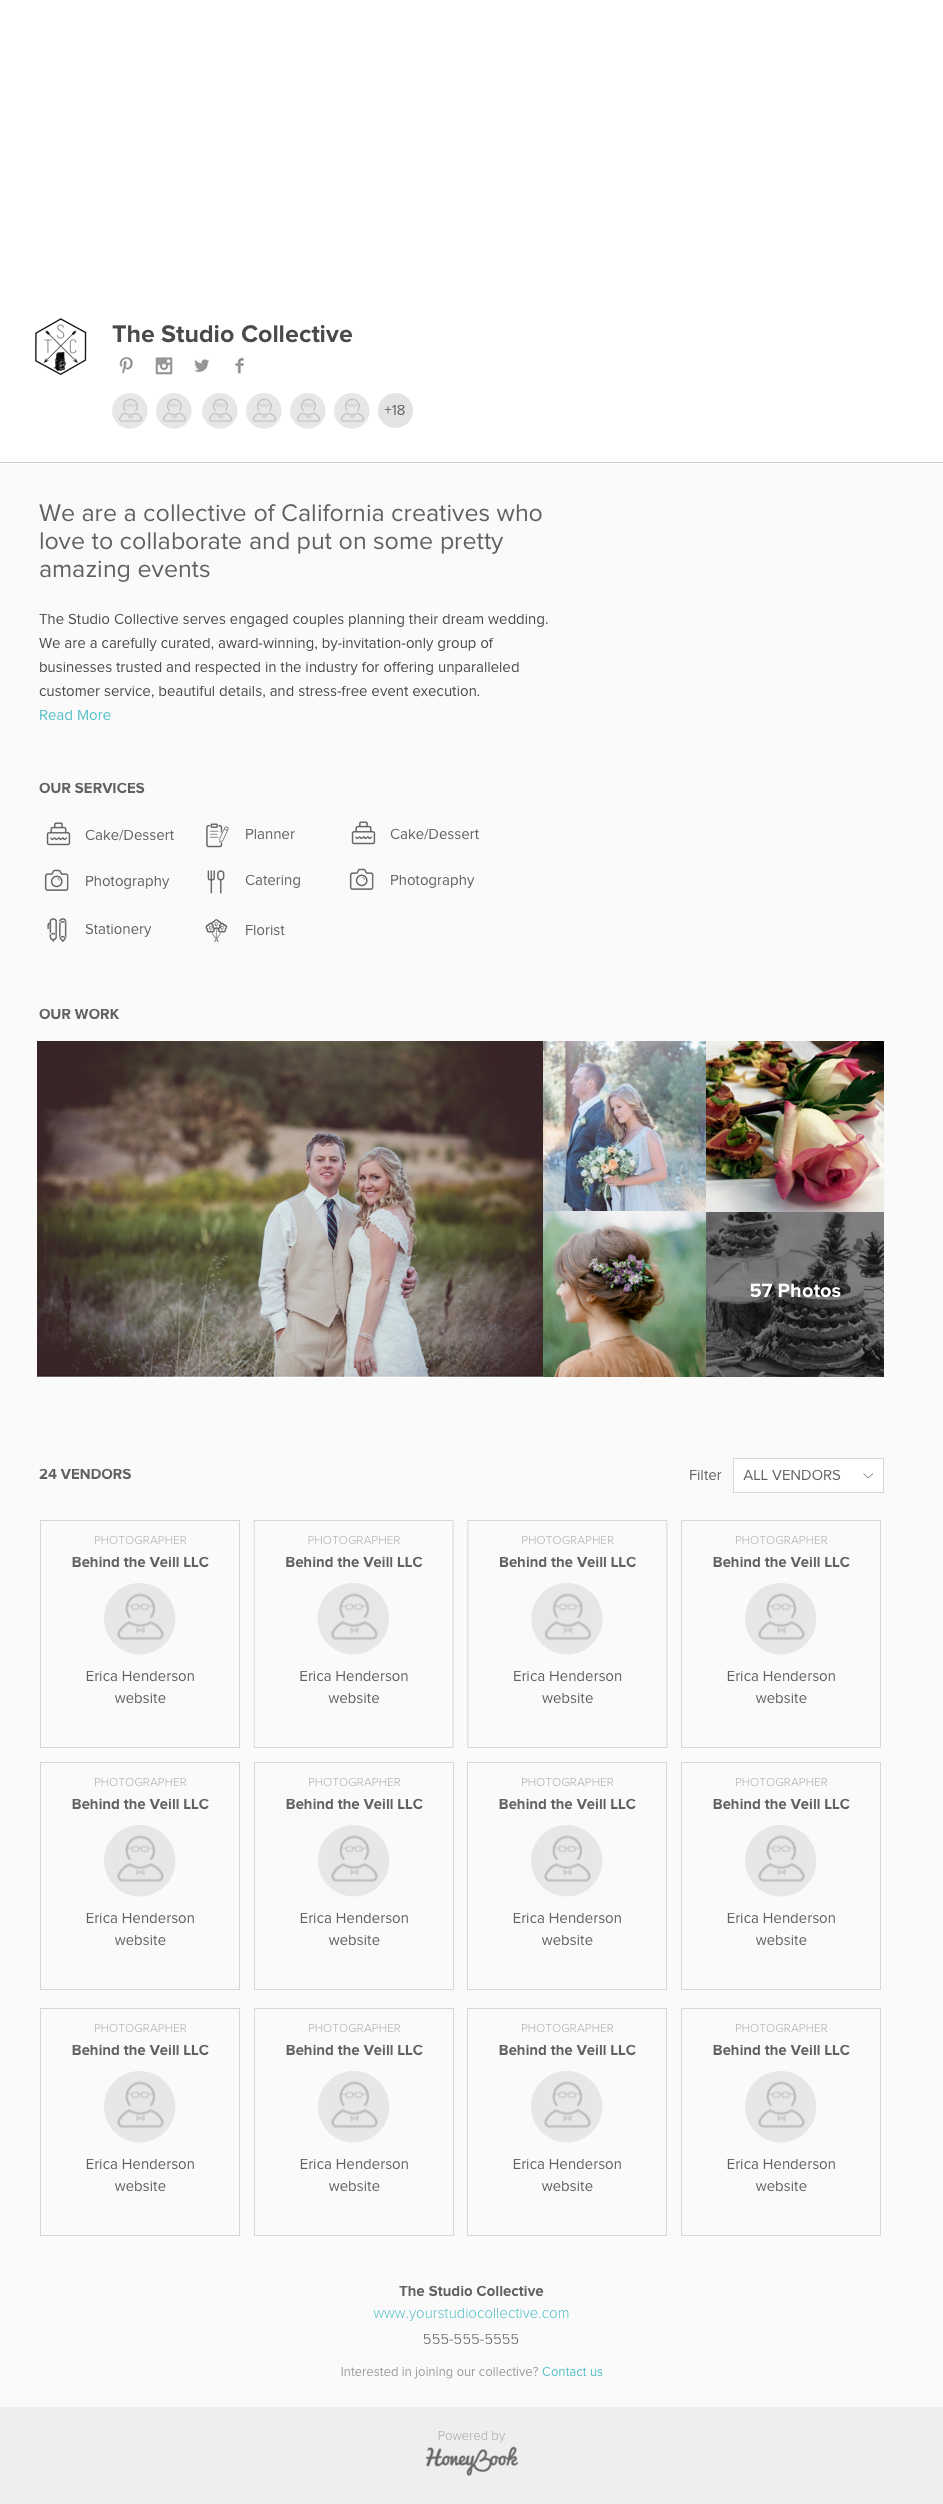 S
T C
The Studio Collective
+18
We are a collective of California creatives who
love to collaborate and put on some pretty
amazing events
The Studio Collective serves engaged couples planning their dream wedding.
We are a carefully curated, award-winning, by-invitation-only group of
businesses trusted and respected in the industry for offering unparalleled
customer service, beautiful details, and stress-free event execution.
Read More
OUR SERVICES
Cake/Dessert Planner Cake/Dessert
Photography Catering Photography
Stationery Florist
OUR WORK
57 Photos
24 VENDORS Filter ALL VENDORS
PHOTOGRAPHER PHOTOGRAPHER PHOTOGRAPHER PHOTOGRAPHER
Behind the Veill LLC Behind the Veill LLC Behind the Veill LLC Behind the Veill LLC
Erica Henderson Erica Henderson Erica Henderson Erica Henderson
website website website website
PHOTOGRAPHER PHOTOGRAPHER PHOTOGRAPHER PHOTOGRAPHER
Behind the Veill LLC Behind the Veill LLC Behind the Veill LLC Behind the Veill LLC
Erica Henderson Erica Henderson Erica Henderson Erica Henderson
website website website website
PHOTOGRAPHER PHOTOGRAPHER PHOTOGRAPHER PHOTOGRAPHER
Behind the Veill LLC Behind the Veill LLC Behind the Veill LLC Behind the Veill LLC
Erica Henderson Erica Henderson Erica Henderson Erica Henderson
website website website website
The Studio Collective
www.yourstudiocollective.com
555-555-5555
Interested in joining our collective? Contact us
Powered by
HoneyBook